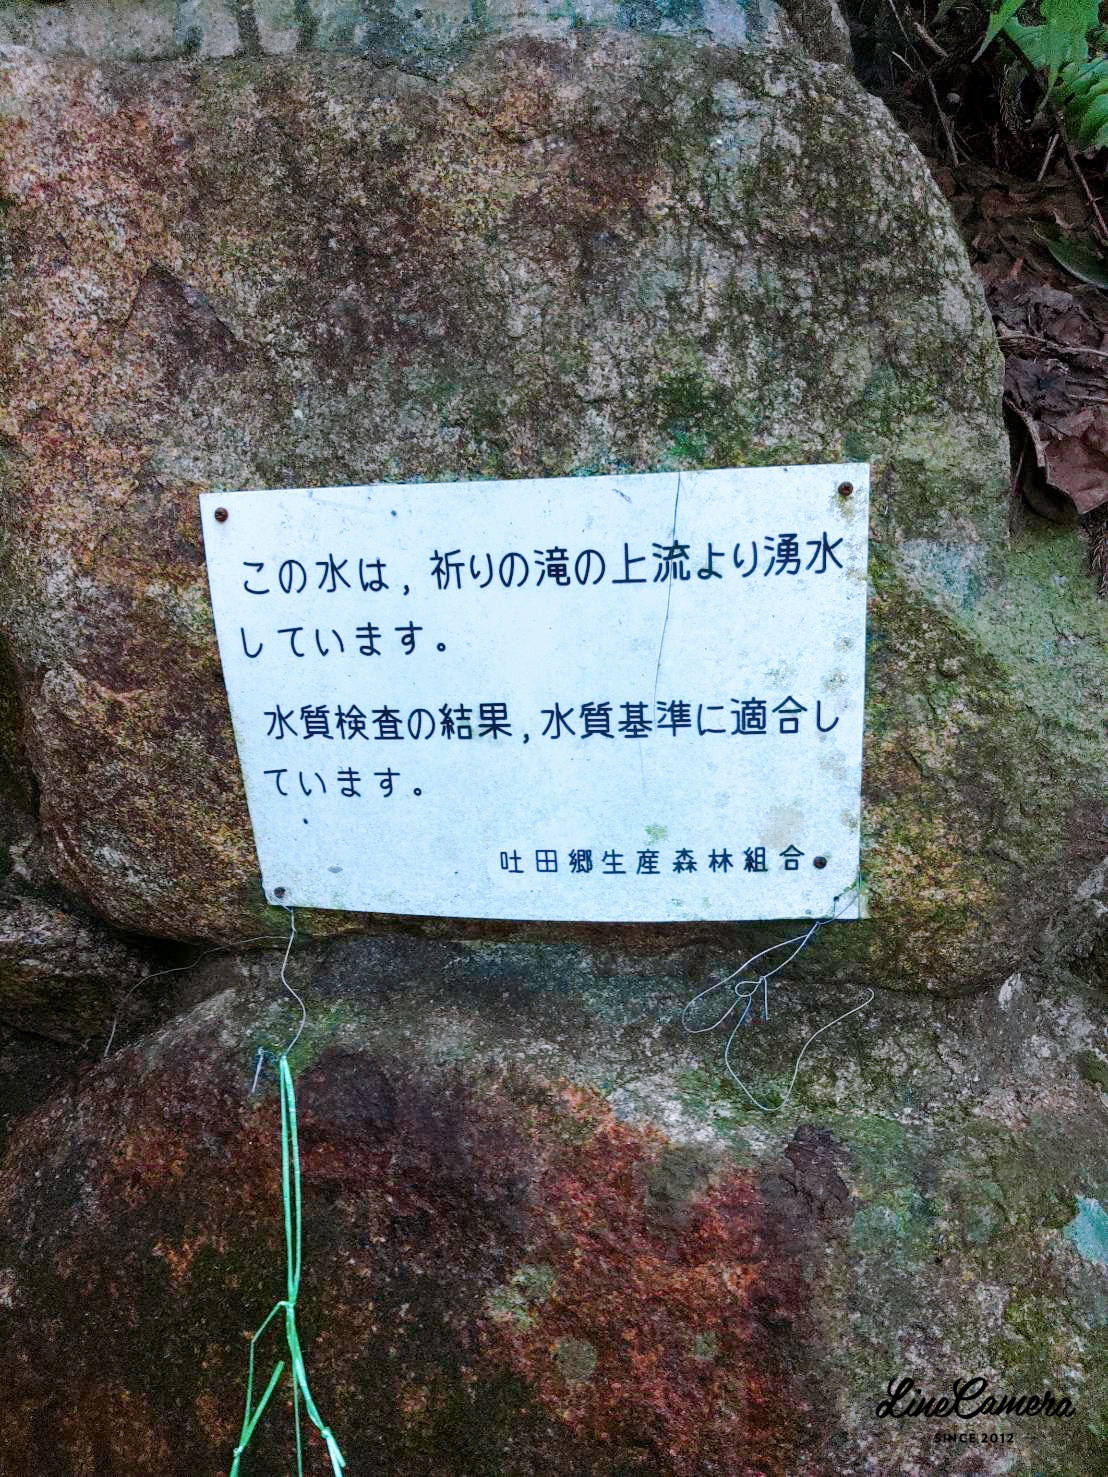 この水は,祈りの滝の上流より湧水
しています。
水質検査の結果,水質基準に適合し
ています。
吐田郷生産森林組合
LineCamera
SINCE 2012